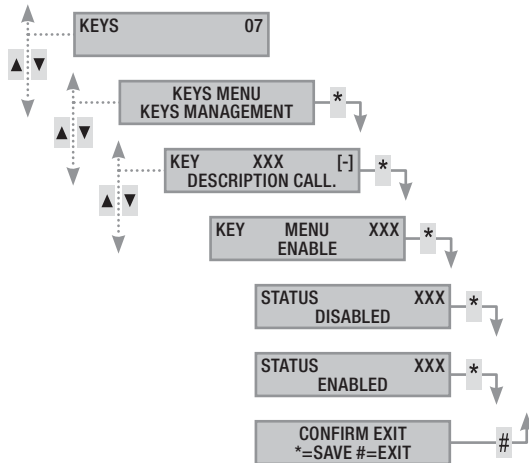 KEYS 07
▲ ▼
KEYS MENU
KEYS MANAGEMENT
*
▲ ▼
KEY XXX [-]
DESCRIPTION CALL.
*
▲ ▼
KEY MENU XXX
ENABLE
*
STATUS XXX
DISABLED
*
STATUS XXX
ENABLED
*
CONFIRM EXIT
*=SAVE #=EXIT
#